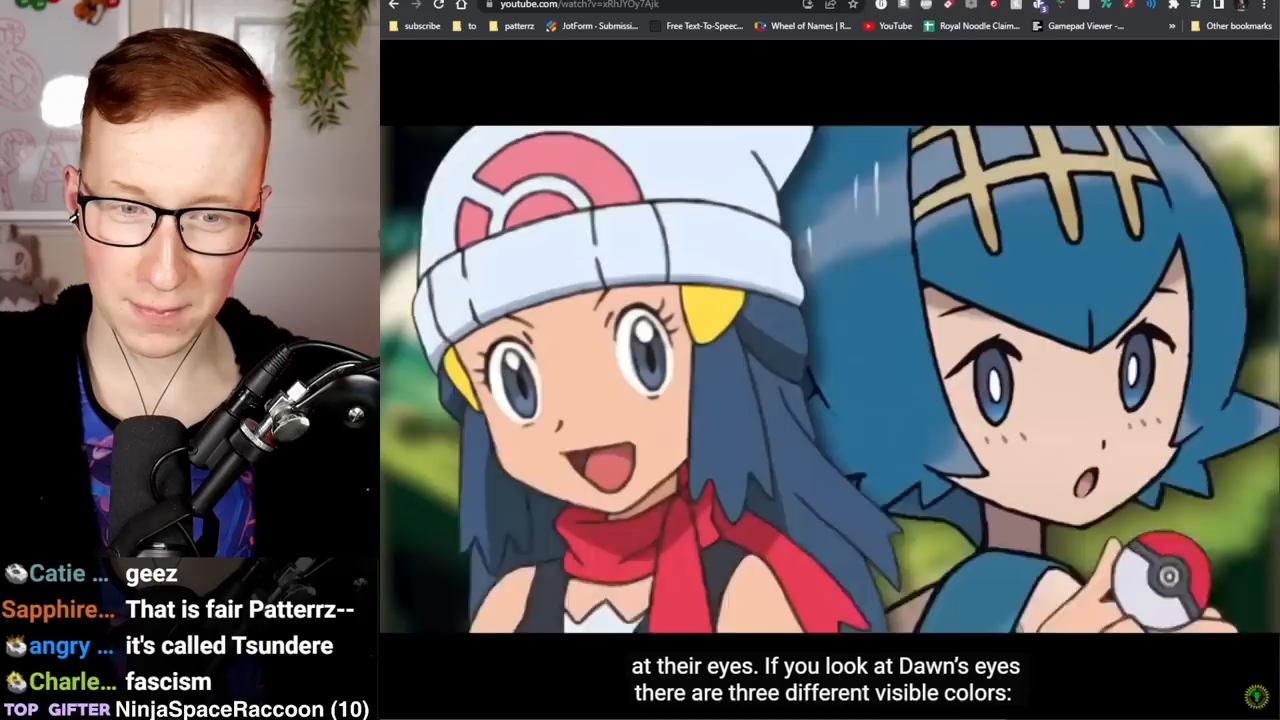 youtube.com/watch?v=xRhJYOy7Ajk
subscribe to patterrz JotForm - Submissi... Free Text-To-Speec... Wheel of Names | R... YouTube Royal Noodle Claim... Gamepad Viewer -... » Other bookmarks
Catie ... geez
Sapphire... That is fair Patterrz--
angry ... it's called Tsundere
Charle... fascism
TOP GIFTER NinjaSpaceRaccoon (10)
at their eyes. If you look at Dawn’s eyes
there are three different visible colors: